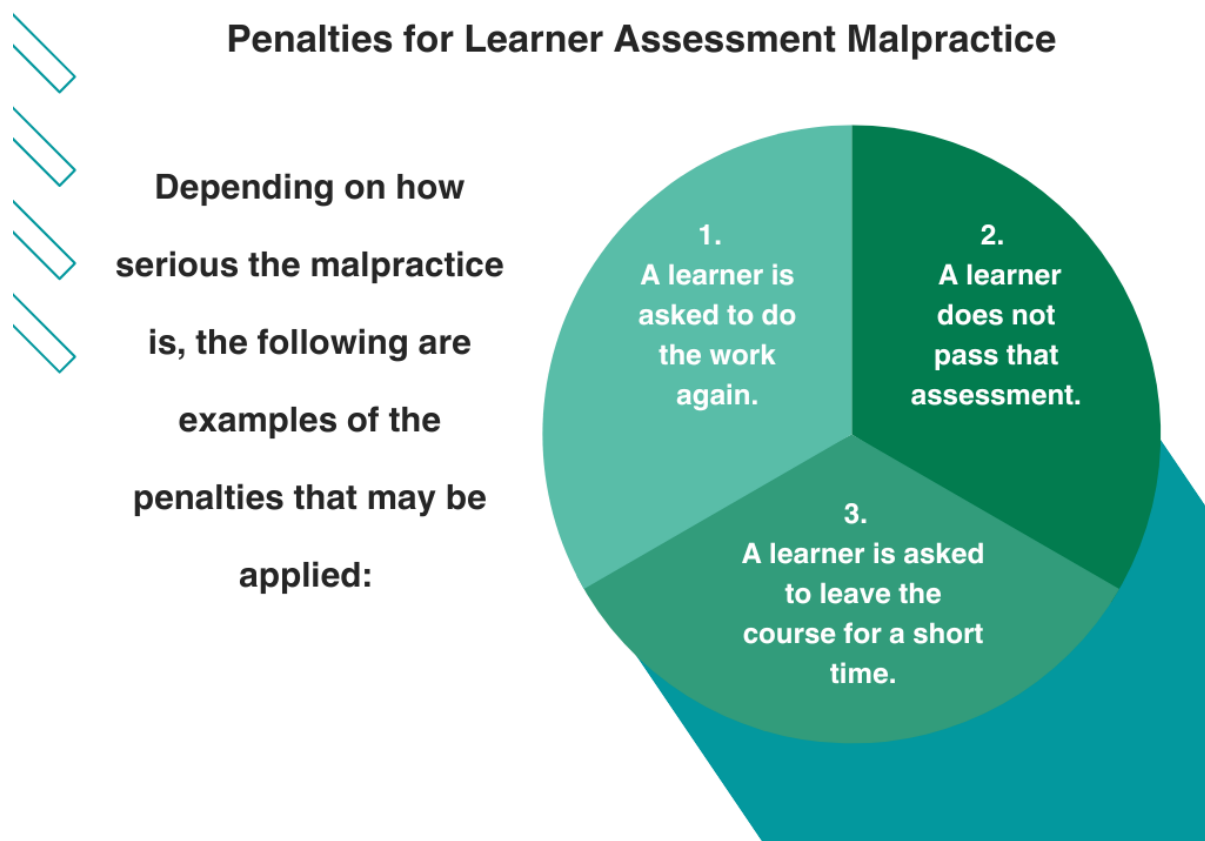 Penalties for Learner Assessment Malpractice
Depending on how
serious the malpractice
is, the following are
examples of the
penalties that may be
applied:
1.
A learner is
asked to do
the work
again.
2.
A learner
does not
pass that
assessment.
3.
A learner is asked
to leave the
course for a short
time.